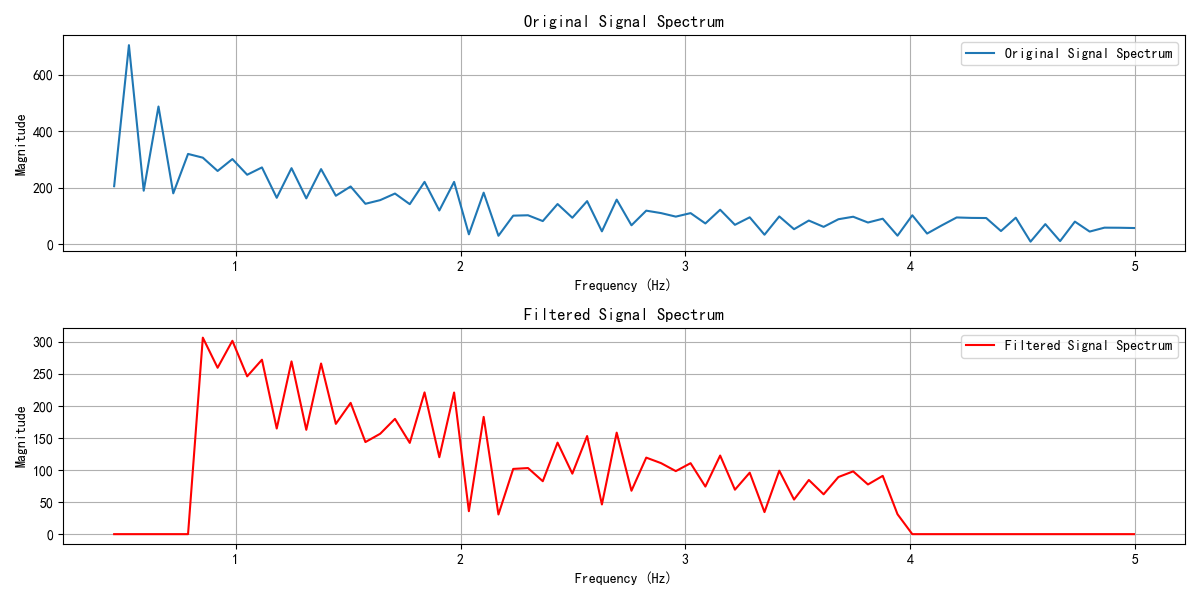 Original Signal Spectrum
Original Signal Spectrum
Magnitude
600
400
200
0
1 2 3 4 5
Frequency (Hz)
Filtered Signal Spectrum
Filtered Signal Spectrum
Magnitude
300
250
200
150
100
50
0
1 2 3 4 5
Frequency (Hz)